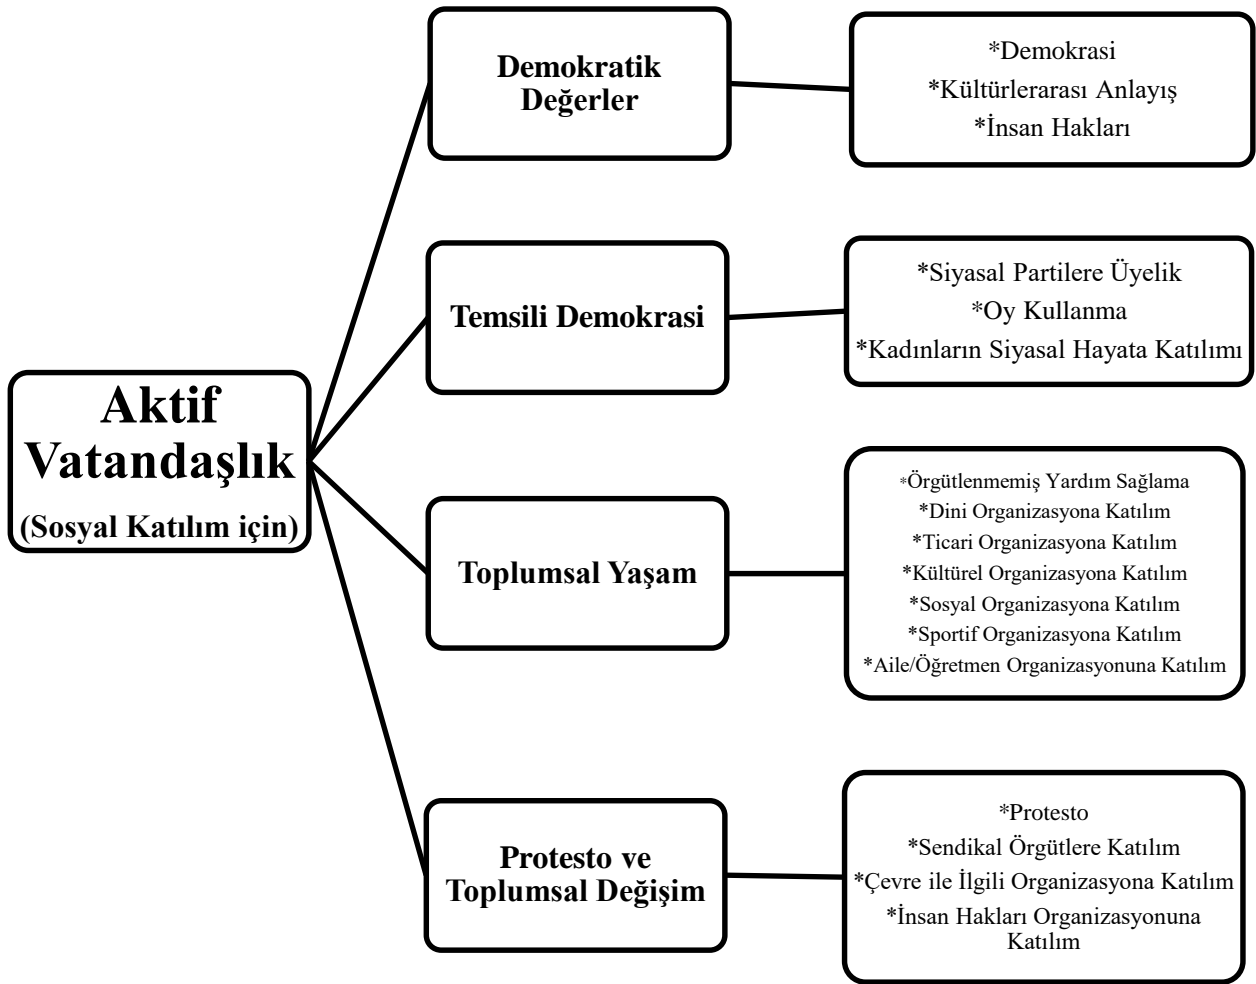 Demokratik
Değerler
*Demokrasi
*Kültürlerarası Anlayış
*İnsan Hakları
Temsili Demokrasi
*Siyasal Partilere Üyelik
*Oy Kullanma
*Kadınların Siyasal Hayata Katılımı
Aktif
Vatandaşlık
(Sosyal Katılım için)
Toplumsal Yaşam
*Örgütlenmemiş Yardım Sağlama
*Dini Organizasyona Katılım
*Ticari Organizasyona Katılım
*Kültürel Organizasyona Katılım
*Sosyal Organizasyona Katılım
*Sportif Organizasyona Katılım
*Aile/Öğretmen Organizasyonuna Katılım
Protesto ve
Toplumsal Değişim
*Protesto
*Sendikal Örgütlere Katılım
*Çevre ile İlgili Organizasyona Katılım
*İnsan Hakları Organizasyonuna
Katılım